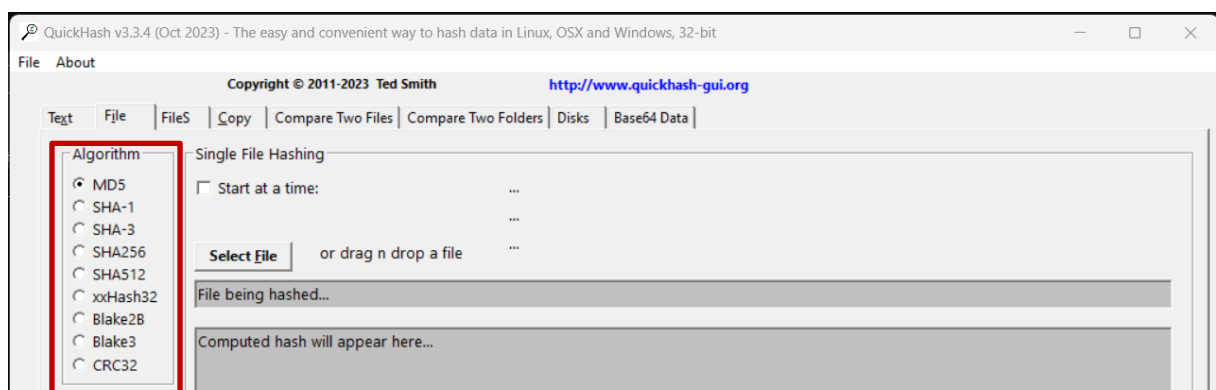 QuickHash v3.3.4 (Oct 2023) - The easy and convenient way to hash data in Linux, OSX and Windows, 32-bit
File About
Copyright © 2011-2023 Ted Smith http://www.quickhash-gui.org
Text File FileS Copy Compare Two Files Compare Two Folders Disks Base64 Data
Algorithm
MD5
SHA-1
SHA-3
SHA256
SHA512
xxHash32
Blake2B
Blake3
CRC32
Single File Hashing
Start at a time: ...
...
Select File or drag n drop a file ...
File being hashed...
Computed hash will appear here...